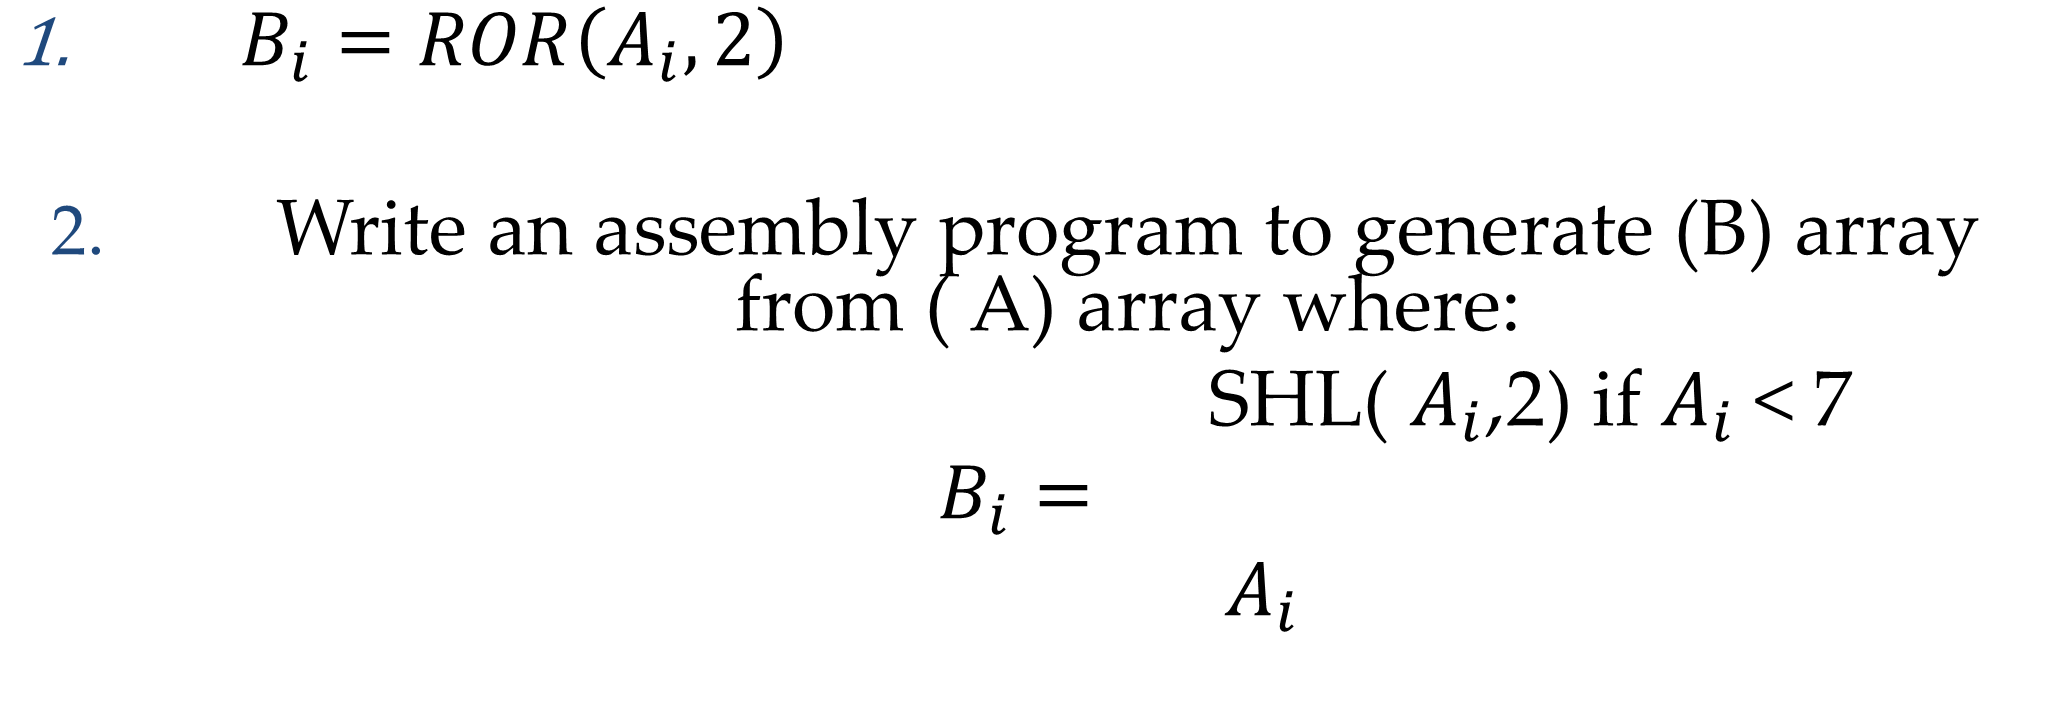 1. B_i = ROR(A_i, 2)
2. Write an assembly program to generate (B) array
from ( A) array where:
SHL( A_i,2) if A_i < 7
B_i =
A_i